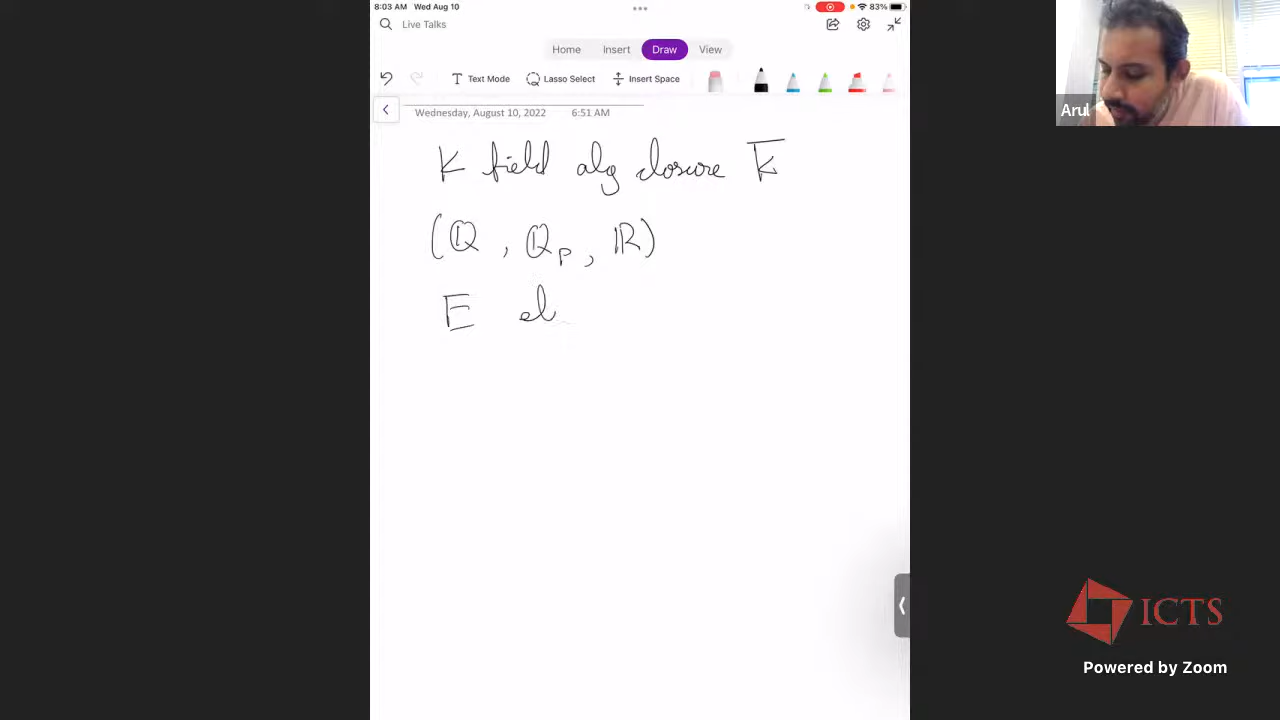 8:03 AM Wed Aug 10
83%
Live Talks
Home Insert Draw View
Text Mode Lasso Select Insert Space
Wednesday, August 10, 2022 6:51 AM
K field alg closure K̅
(ℚ, ℚₚ, ℝ)
E el
Arul
ICTS
Powered by Zoom